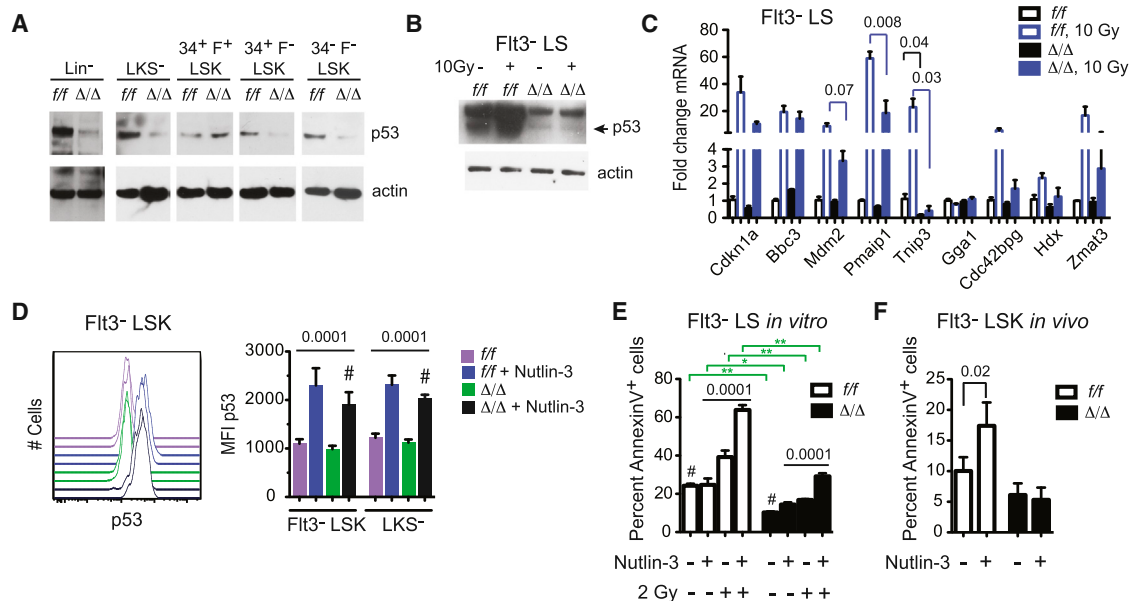 A
34+ F+ 34+ F- 34- F-
Lin- LKS- LSK LSK LSK
f/f Δ/Δ f/f Δ/Δ f/f Δ/Δ f/f Δ/Δ f/f Δ/Δ
p53
actin
B
Flt3- LS
10Gy - + - +
f/f f/f Δ/Δ Δ/Δ
p53
actin
C
Flt3- LS
Fold change mRNA
80
60
40
20
4
3
2
1
0
0.07
0.008
0.04
0.03
f/f
f/f, 10 Gy
Δ/Δ
Δ/Δ, 10 Gy
Cdkn1a
Bbc3
Mdm2
Pmaip1
Tnip3
Gga1
Cdc42bpg
Hdx
Zmat3
D
Flt3- LSK
# Cells
p53
MFI p53
3000
2000
1000
0
0.0001 0.0001
# #
Flt3- LSK LKS-
f/f
f/f + Nutlin-3
Δ/Δ
Δ/Δ + Nutlin-3
E
Flt3- LS in vitro
Percent AnnexinV+ cells
80
60
40
20
0
**
**
*
**
0.0001
0.0001
# #
f/f
Δ/Δ
Nutlin-3 - + - + - + - +
2 Gy - - + + - - + +
F
Flt3- LSK in vivo
Percent AnnexinV+ cells
25
20
15
10
5
0
0.02
f/f
Δ/Δ
Nutlin-3 - + - +